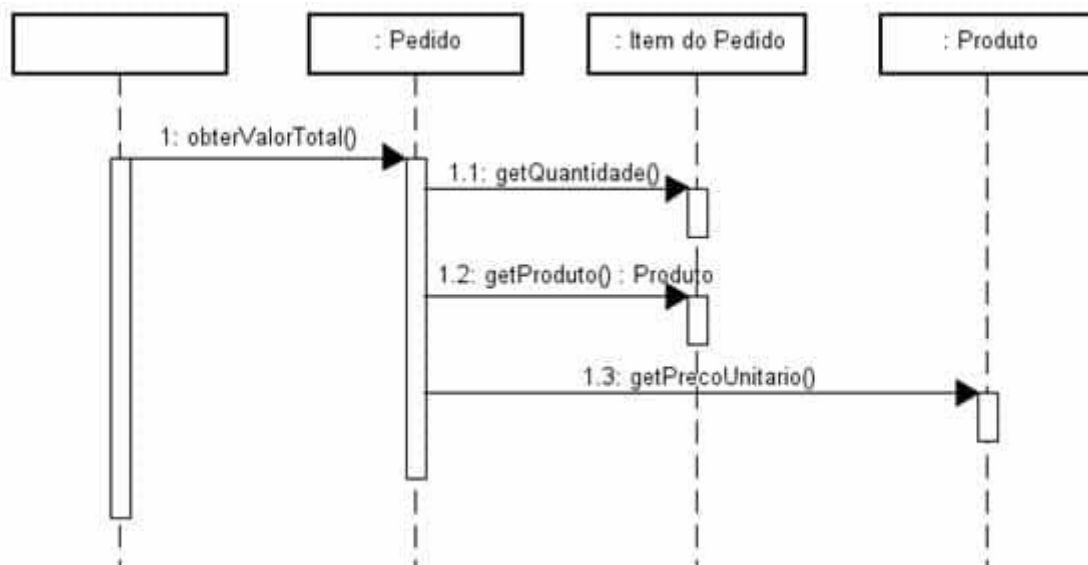 : Pedido
: Item do Pedido
: Produto
1: obterValorTotal()
1.1: getQuantidade()
1.2: getProduto() : Produto
1.3: getPrecoUnitario()